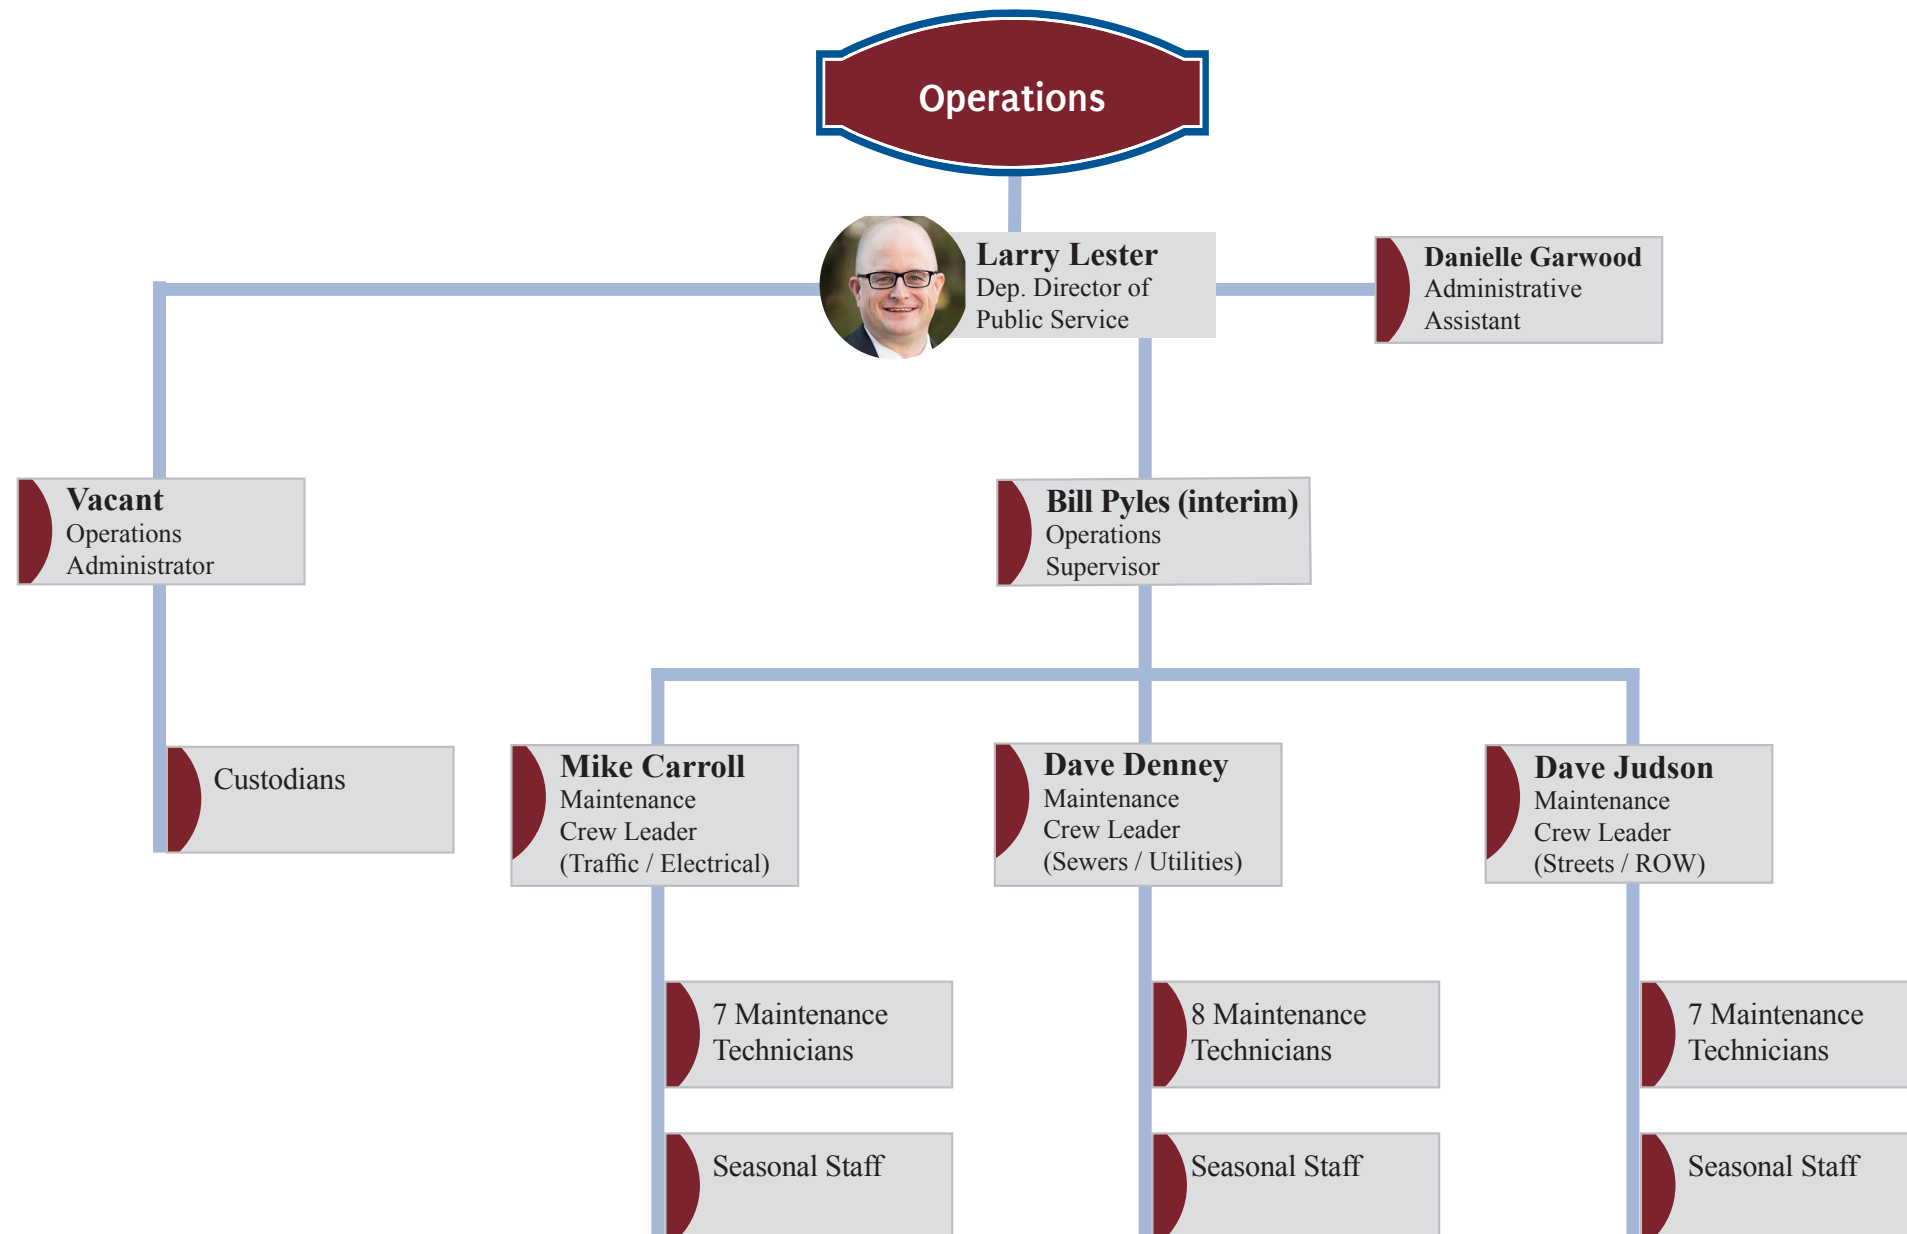 Operations
Larry Lester
Dep. Director of
Public Service
Danielle Garwood
Administrative
Assistant
Vacant
Operations
Administrator
Bill Pyles (interim)
Operations
Supervisor
Custodians
Mike Carroll
Maintenance
Crew Leader
(Traffic / Electrical)
Dave Denney
Maintenance
Crew Leader
(Sewers / Utilities)
Dave Judson
Maintenance
Crew Leader
(Streets / ROW)
7 Maintenance
Technicians
8 Maintenance
Technicians
7 Maintenance
Technicians
Seasonal Staff
Seasonal Staff
Seasonal Staff